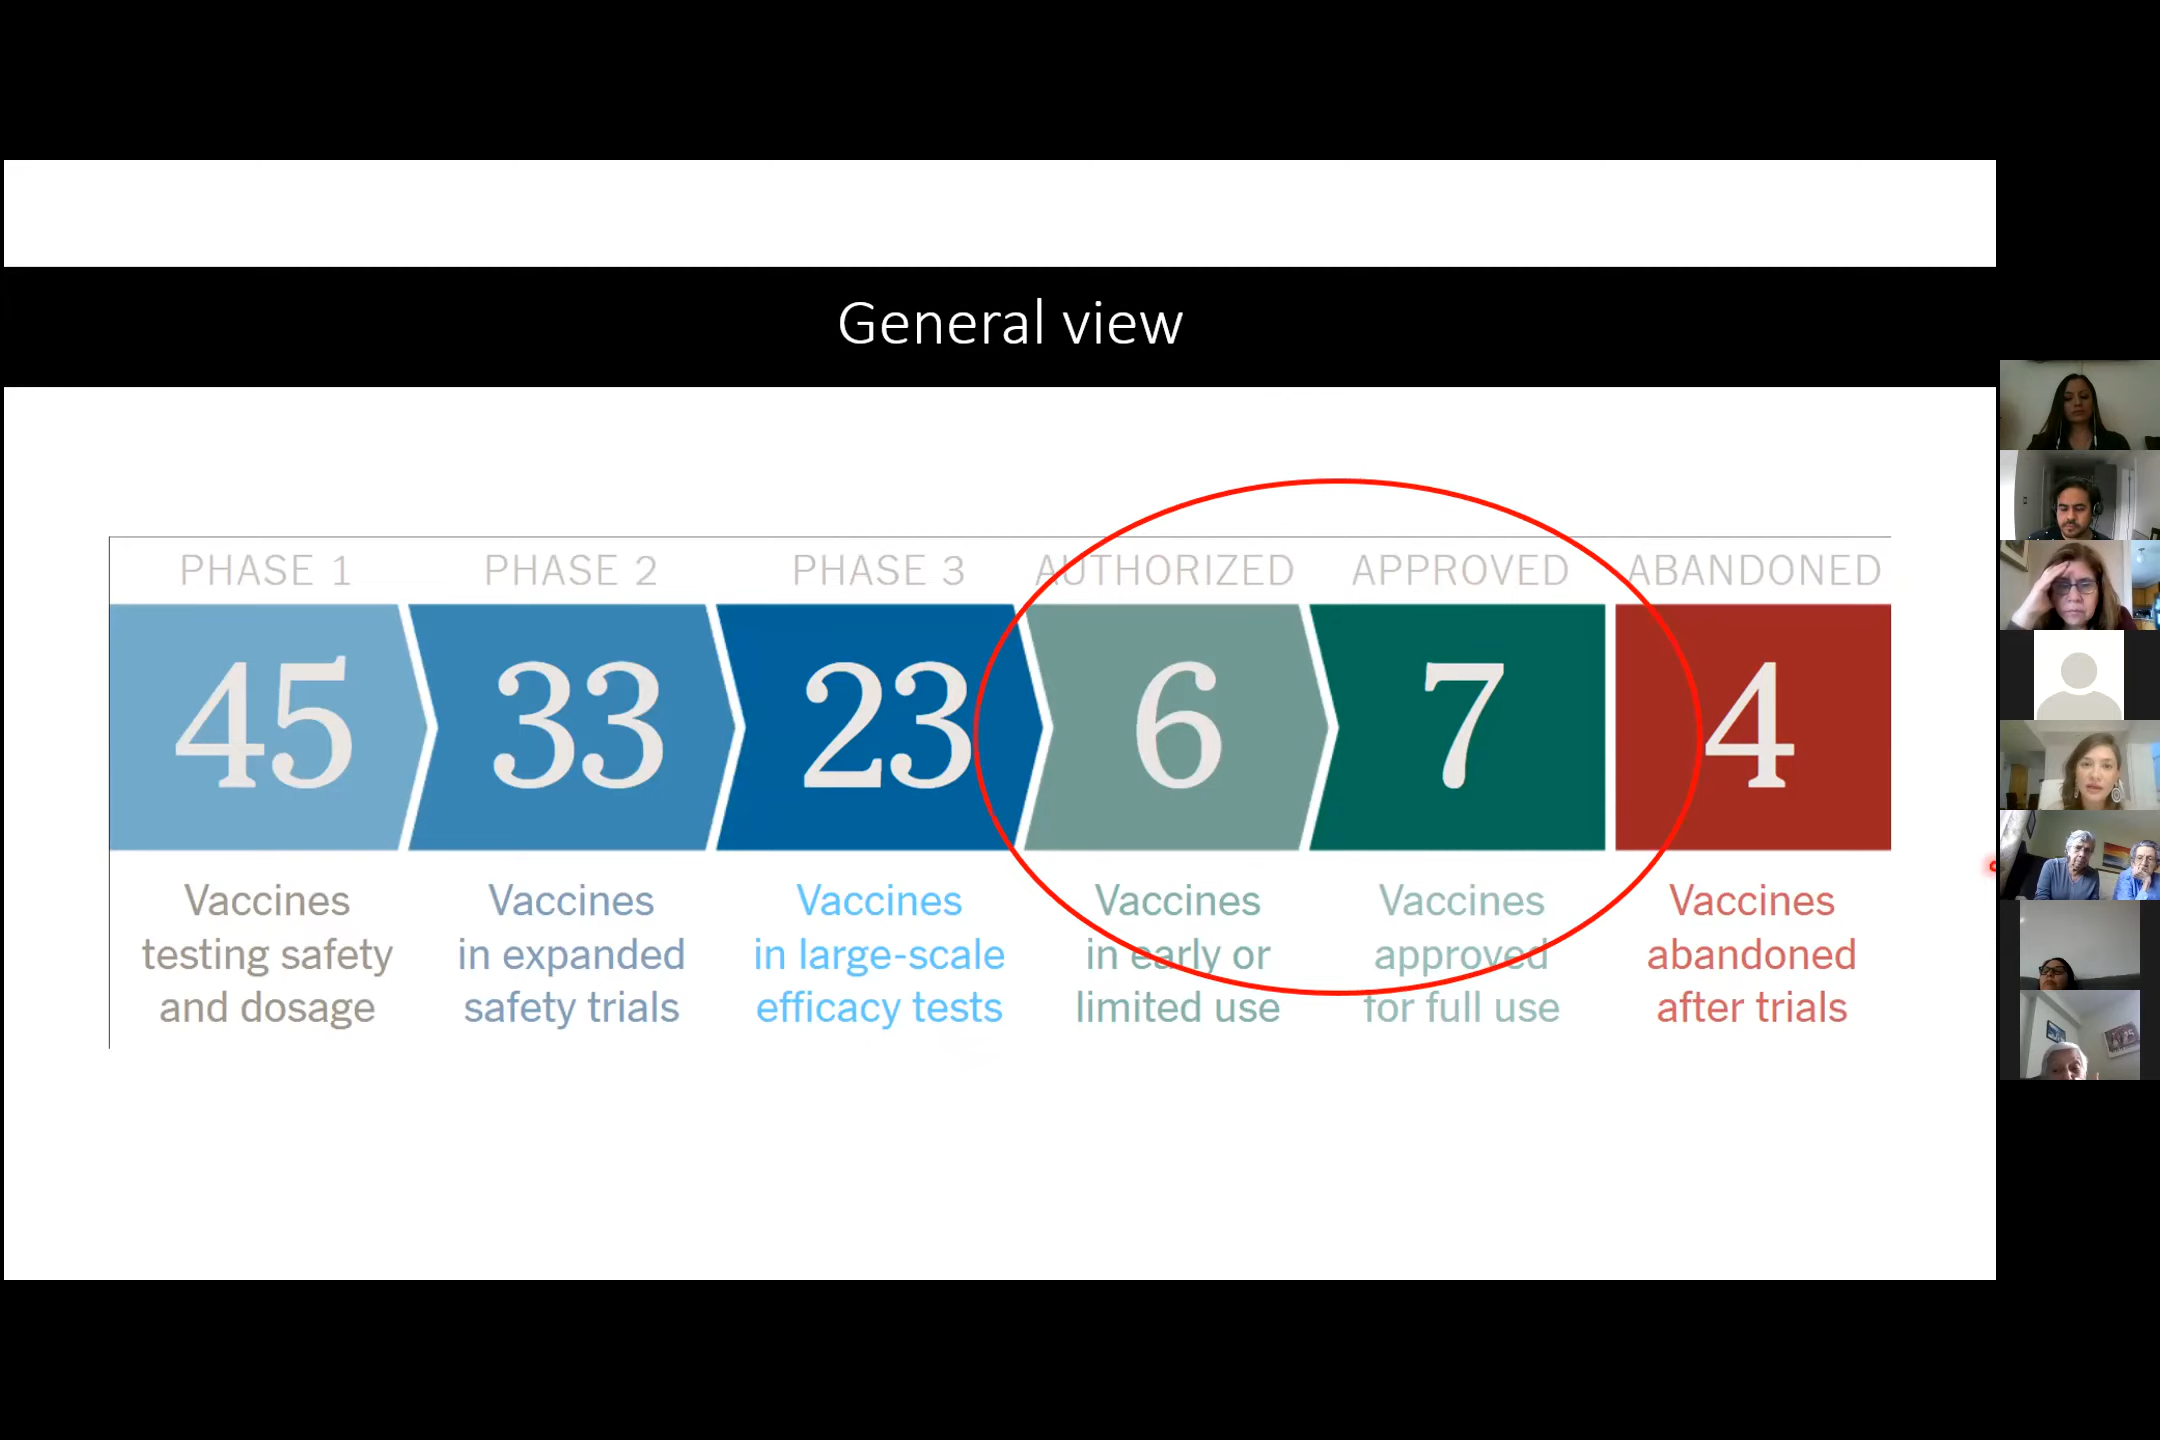 General view
PHASE 1
PHASE 2
PHASE 3
AUTHORIZED
APPROVED
ABANDONED
45
33
23
6
7
4
Vaccines
testing safety
and dosage
Vaccines
in expanded
safety trials
Vaccines
in large-scale
efficacy tests
Vaccines
in early or
limited use
Vaccines
approved
for full use
Vaccines
abandoned
after trials